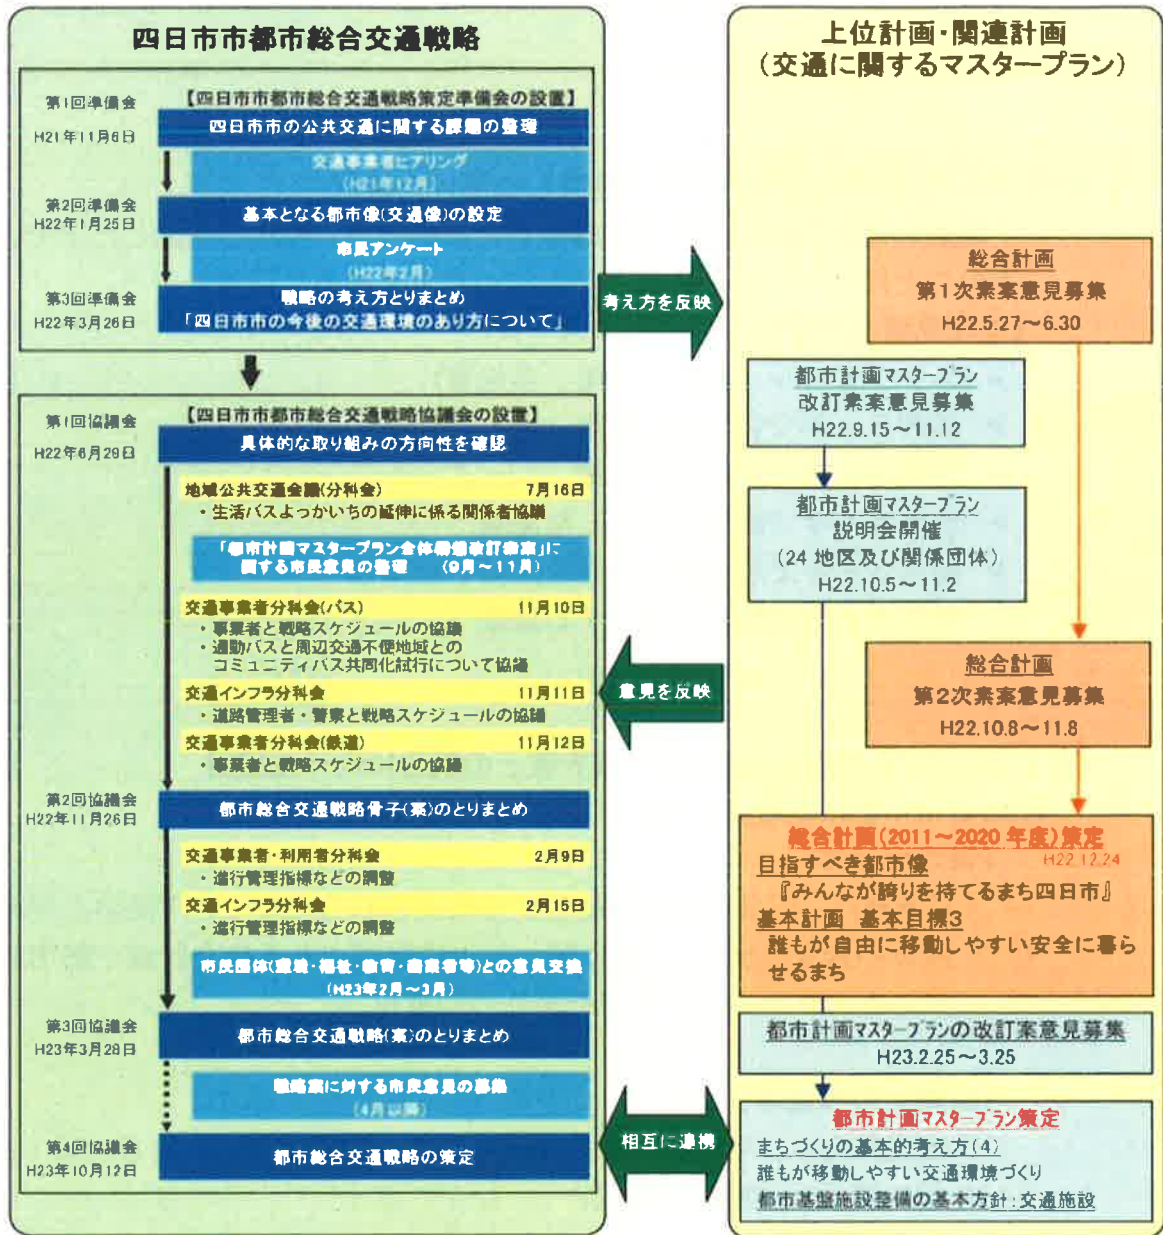 四日市市都市総合交通戦略
第1回準備会
H21年11月6日
【四日市市都市総合交通戦略策定準備会の設置】
四日市市の公共交通に関する課題の整理
交通事業者ヒアリング
(H21年12月)
第2回準備会
H22年1月25日
基本となる都市像(交通像)の設定
市民アンケート
(H22年2月)
第3回準備会
H22年3月26日
戦略の考え方とりまとめ
「四日市市の今後の交通環境のあり方について」
第1回協議会
H22年6月29日
【四日市市都市総合交通戦略協議会の設置】
具体的な取り組みの方向性を確認
地域公共交通会議(分科会) 7月16日
・生活バスよっかいちの延伸に係る関係者協議
「都市計画マスタープラン全体構想改訂素案」に
関する市民意見の整理 (9月～11月)
交通事業者分科会(バス) 11月10日
・事業者と戦略スケジュールの協議
・通勤バスと周辺交通不便地域との
コミュニティバス共同化試行について協議
交通インフラ分科会 11月11日
・道路管理者・警察と戦略スケジュールの協議
交通事業者分科会(鉄道) 11月12日
・事業者と戦略スケジュールの協議
第2回協議会
H22年11月26日
都市総合交通戦略骨子(案)のとりまとめ
交通事業者・利用者分科会 2月9日
・進行管理指標などの調整
交通インフラ分科会 2月15日
・進行管理指標などの調整
市民団体(・福祉・教育・商業者等)との意見交換
(H23年2月～3月)
第3回協議会
H23年3月28日
都市総合交通戦略(案)のとりまとめ
戦略案に対する市民意見の募集
(4月以降)
第4回協議会
H23年10月12日
都市総合交通戦略の策定
考え方を反映
意見を反映
相互に連携
上位計画・関連計画
(交通に関するマスタープラン)
総合計画
第1次素案意見募集
H22.5.27～6.30
都市計画マスタープラン
改訂素案意見募集
H22.9.15～11.12
都市計画マスタープラン
説明会開催
(24地区及び関係団体)
H22.10.5～11.2
総合計画
第2次素案意見募集
H22.10.8～11.8
総合計画(2011～2020年度)策定
H22.12.24
目指すべき都市像
『みんなが誇りを持てるまち四日市』
基本計画 基本目標3
誰もが自由に移動しやすい安全に暮ら
せるまち
都市計画マスタープランの改訂案意見募集
H23.2.25～3.25
都市計画マスタープラン策定
まちづくりの基本的考え方(4)
誰もが移動しやすい交通環境づくり
都市基盤施設整備の基本方針:交通施設